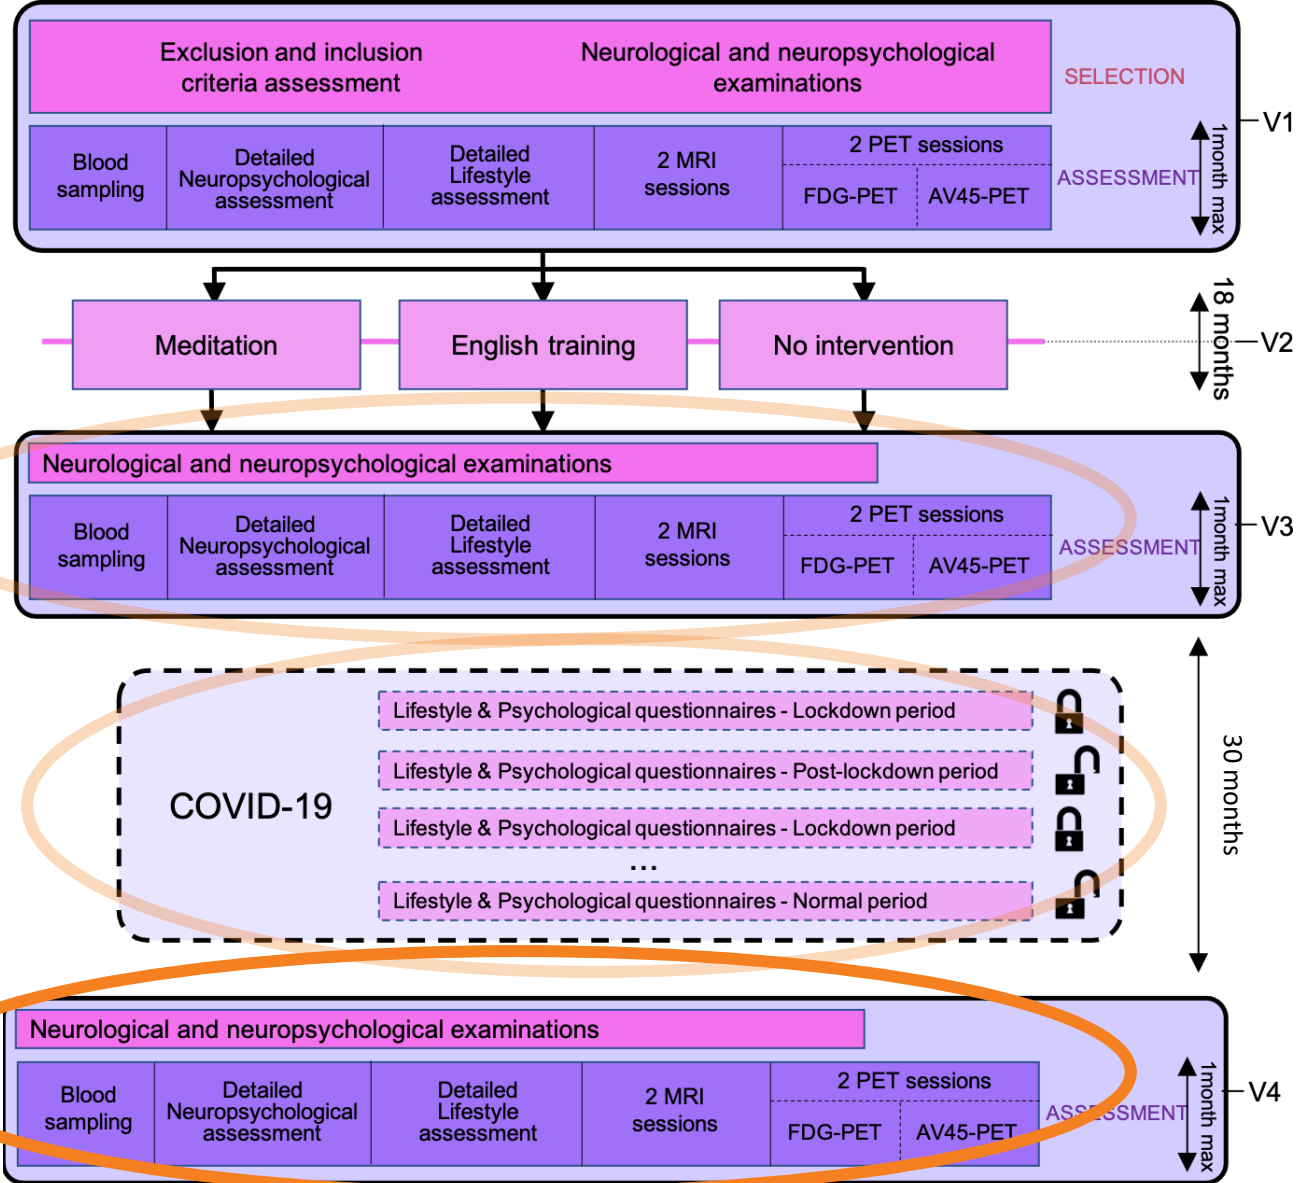 Exclusion and inclusion
criteria assessment
Neurological and neuropsychological
examinations
SELECTION
V1
Blood
sampling
Detailed
Neuropsychological
assessment
Detailed
Lifestyle
assessment
2 MRI
sessions
2 PET sessions
FDG-PET
AV45-PET
ASSESSMENT
1month max
Meditation
English training
No intervention
18 months
V2
Neurological and neuropsychological examinations
Blood
sampling
Detailed
Neuropsychological
assessment
Detailed
Lifestyle
assessment
2 MRI
sessions
2 PET sessions
FDG-PET
AV45-PET
ASSESSMENT
1month max
V3
COVID-19
Lifestyle & Psychological questionnaires - Lockdown period
Lifestyle & Psychological questionnaires - Post-lockdown period
Lifestyle & Psychological questionnaires - Lockdown period
...
Lifestyle & Psychological questionnaires - Normal period
30 months
Neurological and neuropsychological examinations
Blood
sampling
Detailed
Neuropsychological
assessment
Detailed
Lifestyle
assessment
2 MRI
sessions
2 PET sessions
FDG-PET
AV45-PET
ASSESSMENT
1month max
V4